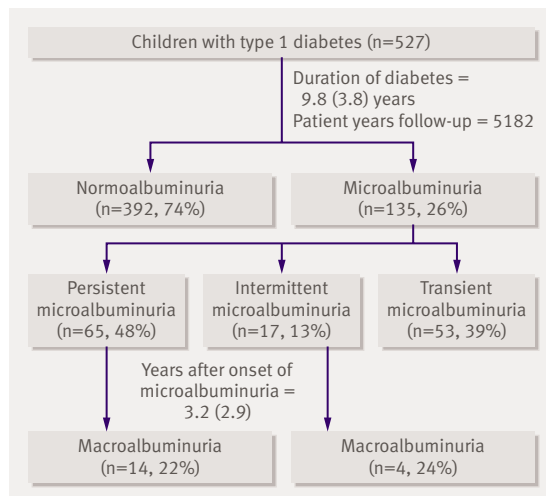 Children with type 1 diabetes (n=527)
Duration of diabetes =
9.8 (3.8) years
Patient years follow-up = 5182
Normoalbuminuria
(n=392, 74%)
Microalbuminuria
(n=135, 26%)
Persistent
microalbuminuria
(n=65, 48%)
Intermittent
microalbuminuria
(n=17, 13%)
Transient
microalbuminuria
(n=53, 39%)
Years after onset of
microalbuminuria =
3.2 (2.9)
Macroalbuminuria
(n=14, 22%)
Macroalbuminuria
(n=4, 24%)